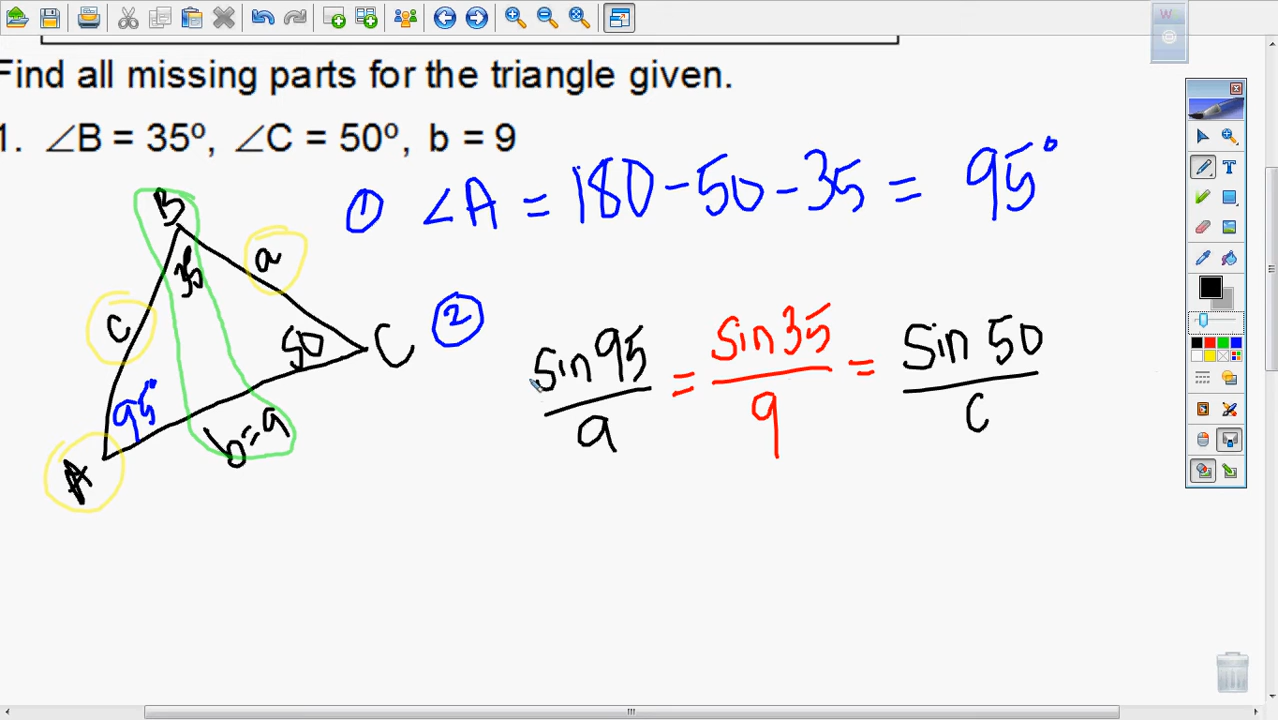 Find all missing parts for the triangle given.
1. ∠B = 35º, ∠C = 50º, b = 9
① ∠A = 180 - 50 - 35 = 95°
B
35
a
c
50
C
95°
b = 9
A
②
sin 95 / a = sin 35 / 9 = sin 50 / c
W
T